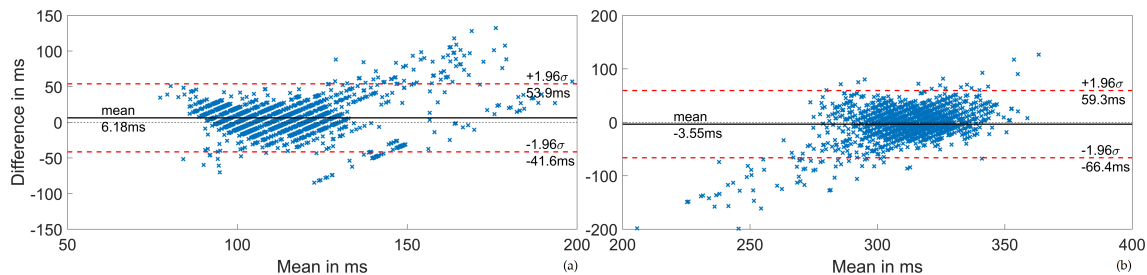 150
100
50
0
-50
-100
-150
50
100
150
200
Difference in ms
Mean in ms
mean
6.18ms
+1.96σ
53.9ms
-1.96σ
-41.6ms
(a)
200
100
0
-100
-200
200
250
300
350
400
Mean in ms
mean
-3.55ms
+1.96σ
59.3ms
-1.96σ
-66.4ms
(b)